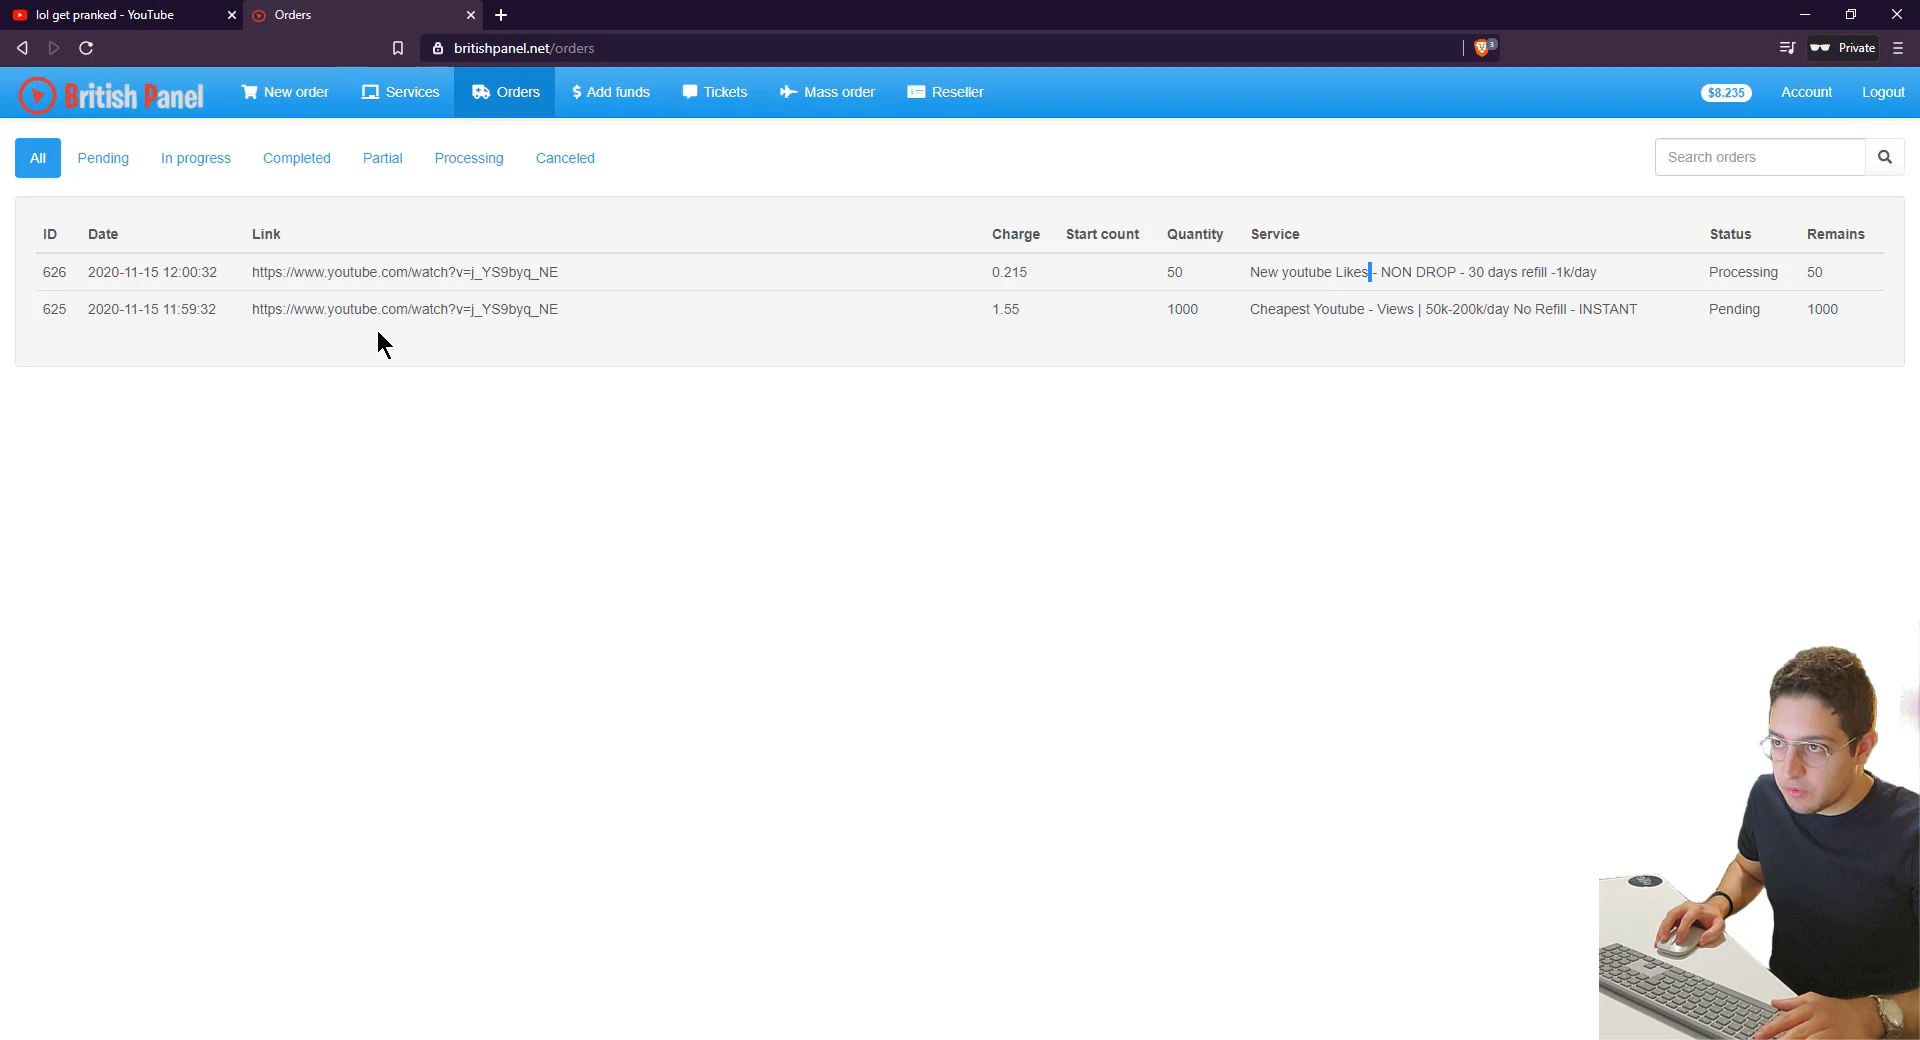 lol get pranked - YouTube
Orders
britishpanel.net/orders
3
Private
British Panel
New order
Services
Orders
$ Add funds
Tickets
Mass order
Reseller
$8.235
Account
Logout
All
Pending
In progress
Completed
Partial
Processing
Canceled
Search orders
ID Date Link Charge Start count Quantity Service Status Remains
626 2020-11-15 12:00:32 https://www.youtube.com/watch?v=j_YS9byq_NE 0.215 50 New youtube Likes - NON DROP - 30 days refill -1k/day Processing 50
625 2020-11-15 11:59:32 https://www.youtube.com/watch?v=j_YS9byq_NE 1.55 1000 Cheapest Youtube - Views | 50k-200k/day No Refill - INSTANT Pending 1000